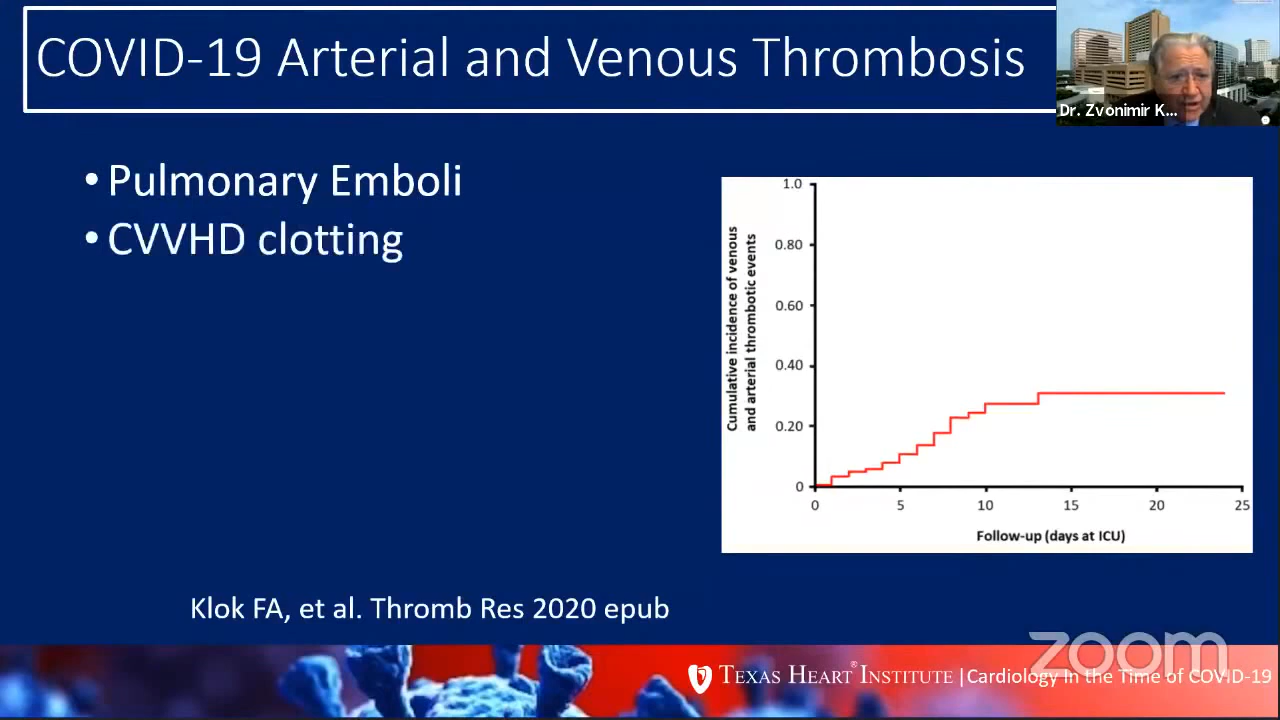 COVID-19 Arterial and Venous Thrombosis
Dr. Zvonimir K...
• Pulmonary Emboli
• CVVHD clotting
Cumulative incidence of venous
and arterial thrombotic events
1.0
0.80
0.60
0.40
0.20
0
0 5 10 15 20 25
Follow-up (days at ICU)
Klok FA, et al. Thromb Res 2020 epub
zoom
TEXAS HEART® INSTITUTE | Cardiology In the Time of COVID-19